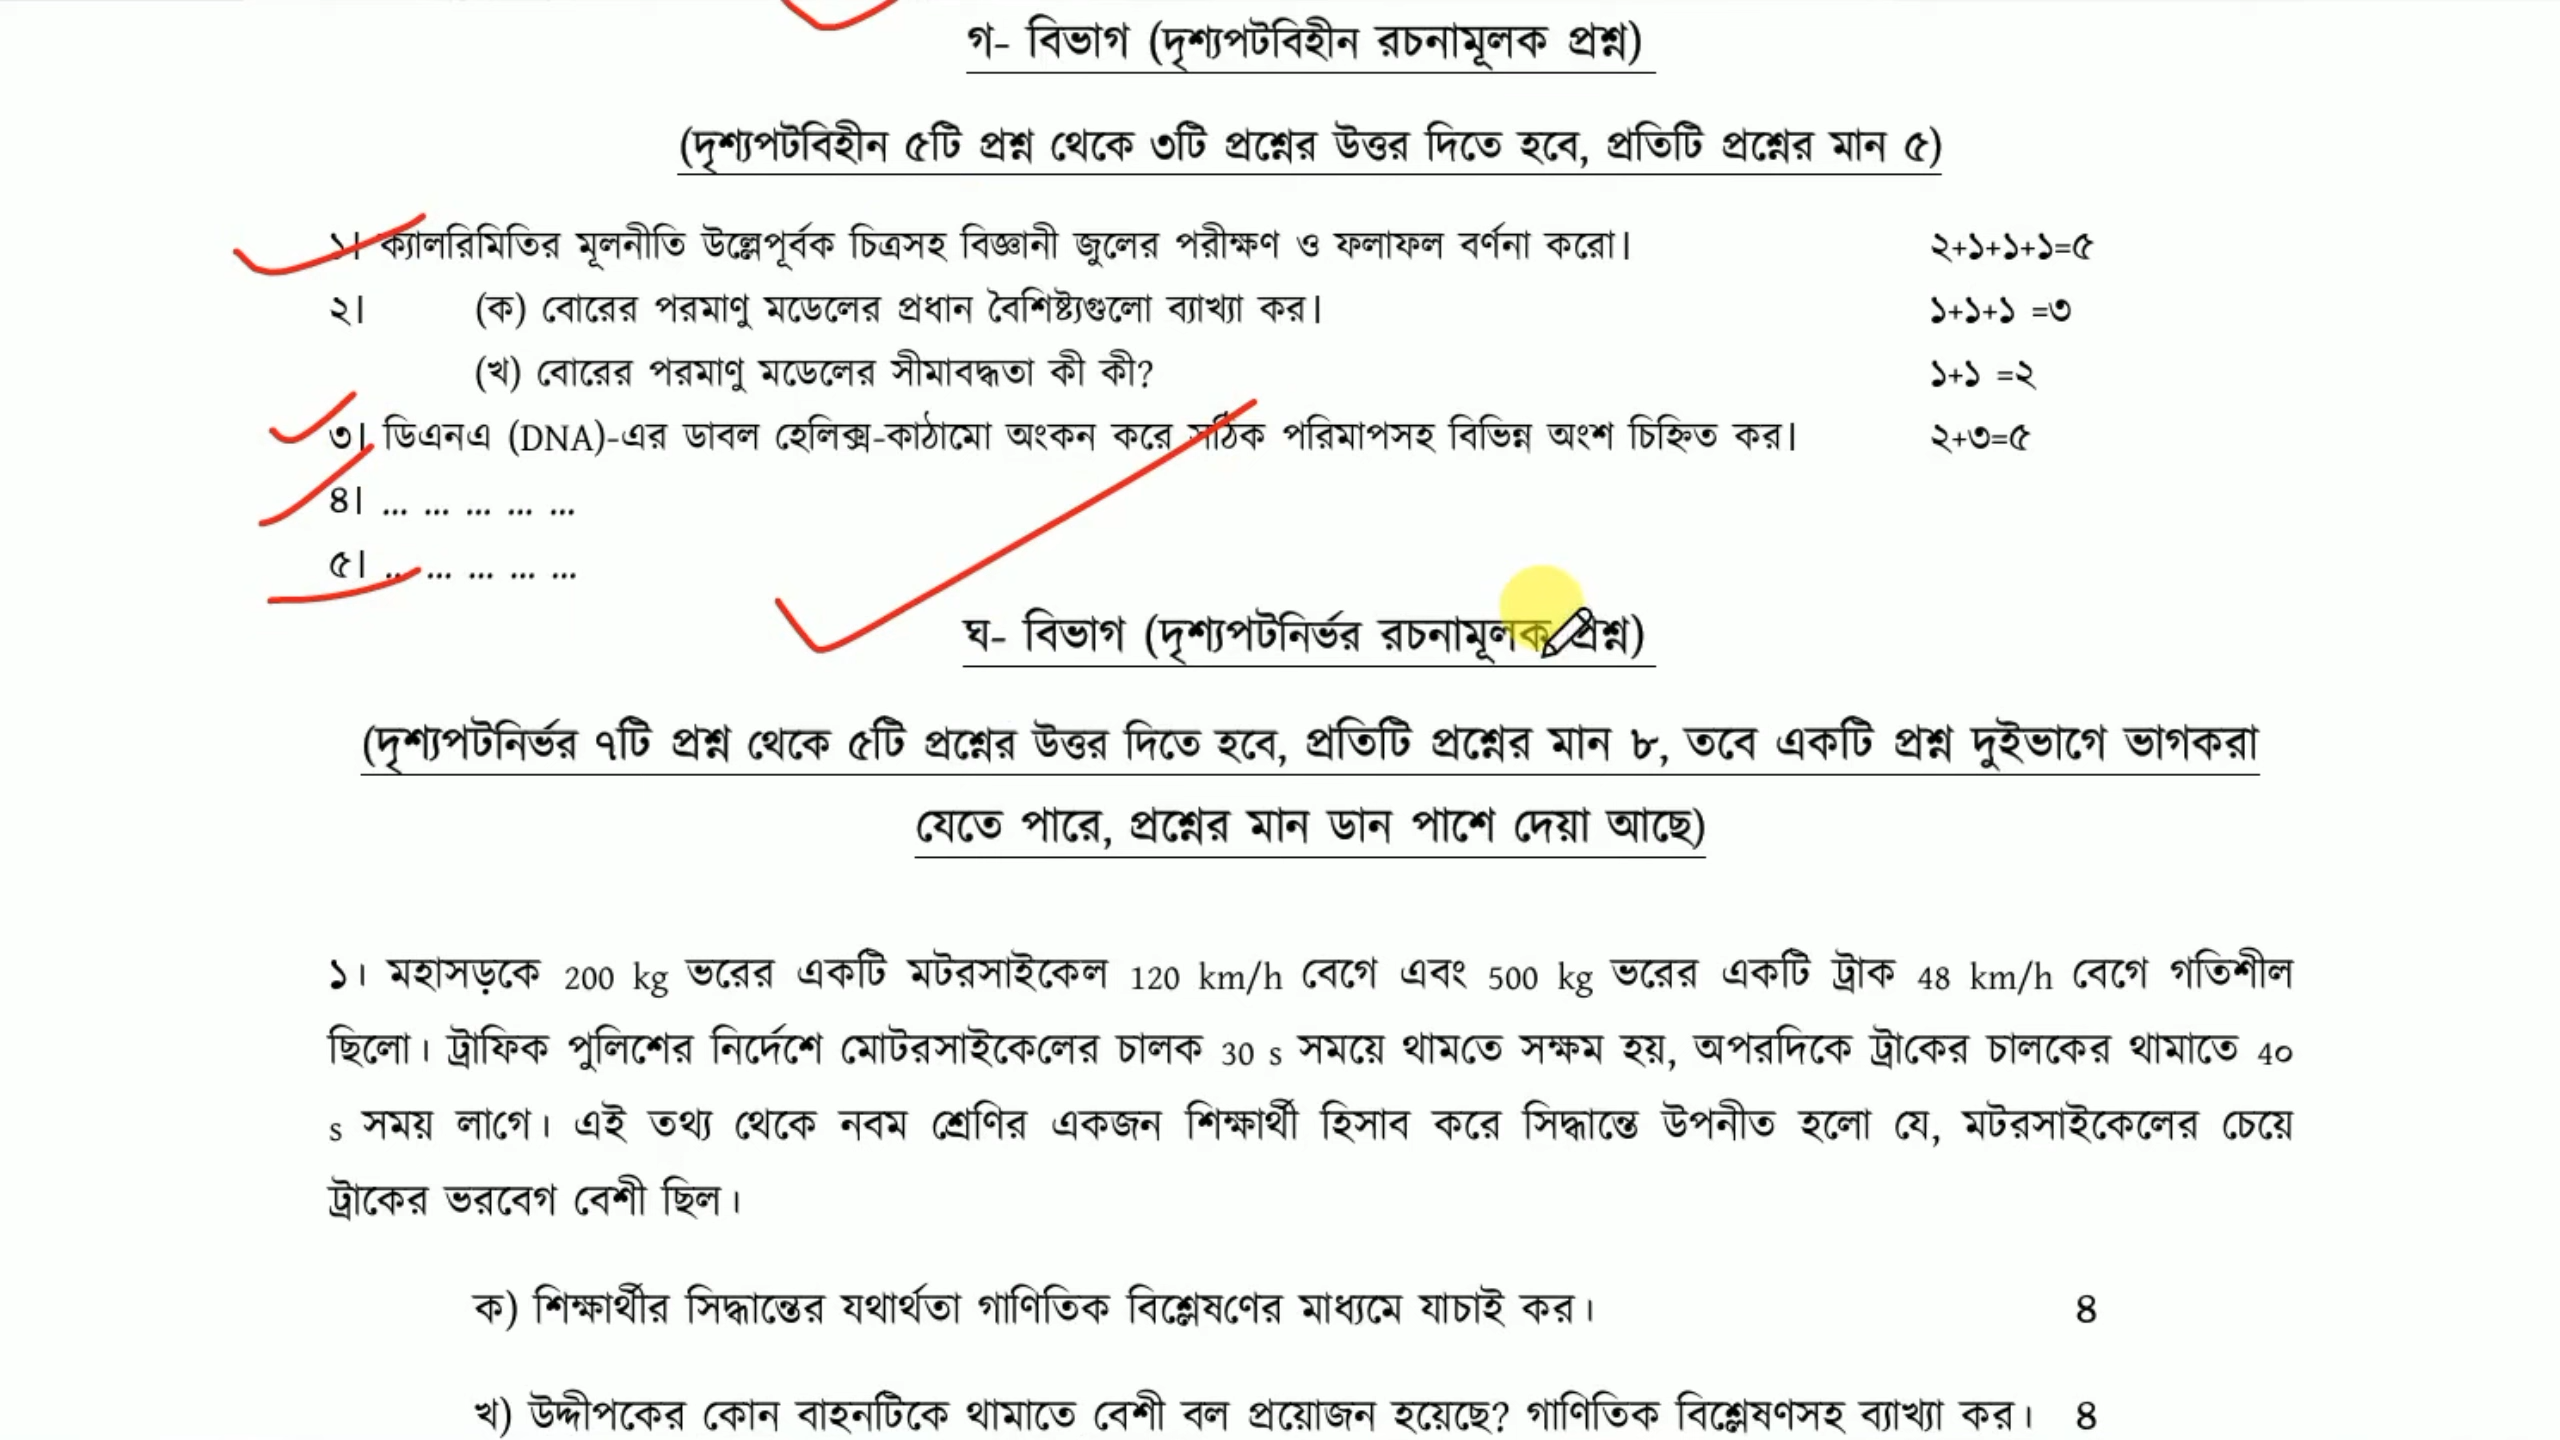 গ- বিভাগ (দৃশ্যপটবিহীন রচনামূলক প্রশ্ন)
(দৃশ্যপটবিহীন ৫টি প্রশ্ন থেকে ৩টি প্রশ্নের উত্তর দিতে হবে, প্রতিটি প্রশ্নের মান ৫)
১। ক্যালরিমিতির মূলনীতি উল্লেপূর্বক চিত্রসহ বিজ্ঞানী জুলের পরীক্ষণ ও ফলাফল বর্ণনা করো। ২+১+১+১=৫
২। (ক) বোরের পরমাণু মডেলের প্রধান বৈশিষ্ট্যগুলো ব্যাখ্যা কর। ১+১+১ =৩
(খ) বোরের পরমাণু মডেলের সীমাবদ্ধতা কী কী? ১+১ =২
৩। ডিএনএ (DNA)-এর ডাবল হেলিক্স-কাঠামো অংকন করে সঠিক পরিমাপসহ বিভিন্ন অংশ চিহ্নিত কর। ২+৩=৫
৪। ... ... ... ... ...
৫। ... ... ... ... ...
ঘ- বিভাগ (দৃশ্যপটনির্ভর রচনামূলক প্রশ্ন)
(দৃশ্যপটনির্ভর ৭টি প্রশ্ন থেকে ৫টি প্রশ্নের উত্তর দিতে হবে, প্রতিটি প্রশ্নের মান ৮, তবে একটি প্রশ্ন দুইভাগে ভাগকরা
যেতে পারে, প্রশ্নের মান ডান পাশে দেয়া আছে)
১। মহাসড়কে 200 kg ভরের একটি মটরসাইকেল 120 km/h বেগে এবং 500 kg ভরের একটি ট্রাক 48 km/h বেগে গতিশীল
ছিলো। ট্রাফিক পুলিশের নির্দেশে মোটরসাইকেলের চালক 30 s সময়ে থামতে সক্ষম হয়, অপরদিকে ট্রাকের চালকের থামাতে 40
s সময় লাগে। এই তথ্য থেকে নবম শ্রেণির একজন শিক্ষার্থী হিসাব করে সিদ্ধান্তে উপনীত হলো যে, মটরসাইকেলের চেয়ে
ট্রাকের ভরবেগ বেশী ছিল।
ক) শিক্ষার্থীর সিদ্ধান্তের যথার্থতা গাণিতিক বিশ্লেষণের মাধ্যমে যাচাই কর। ৪
খ) উদ্দীপকের কোন বাহনটিকে থামাতে বেশী বল প্রয়োজন হয়েছে? গাণিতিক বিশ্লেষণসহ ব্যাখ্যা কর। ৪